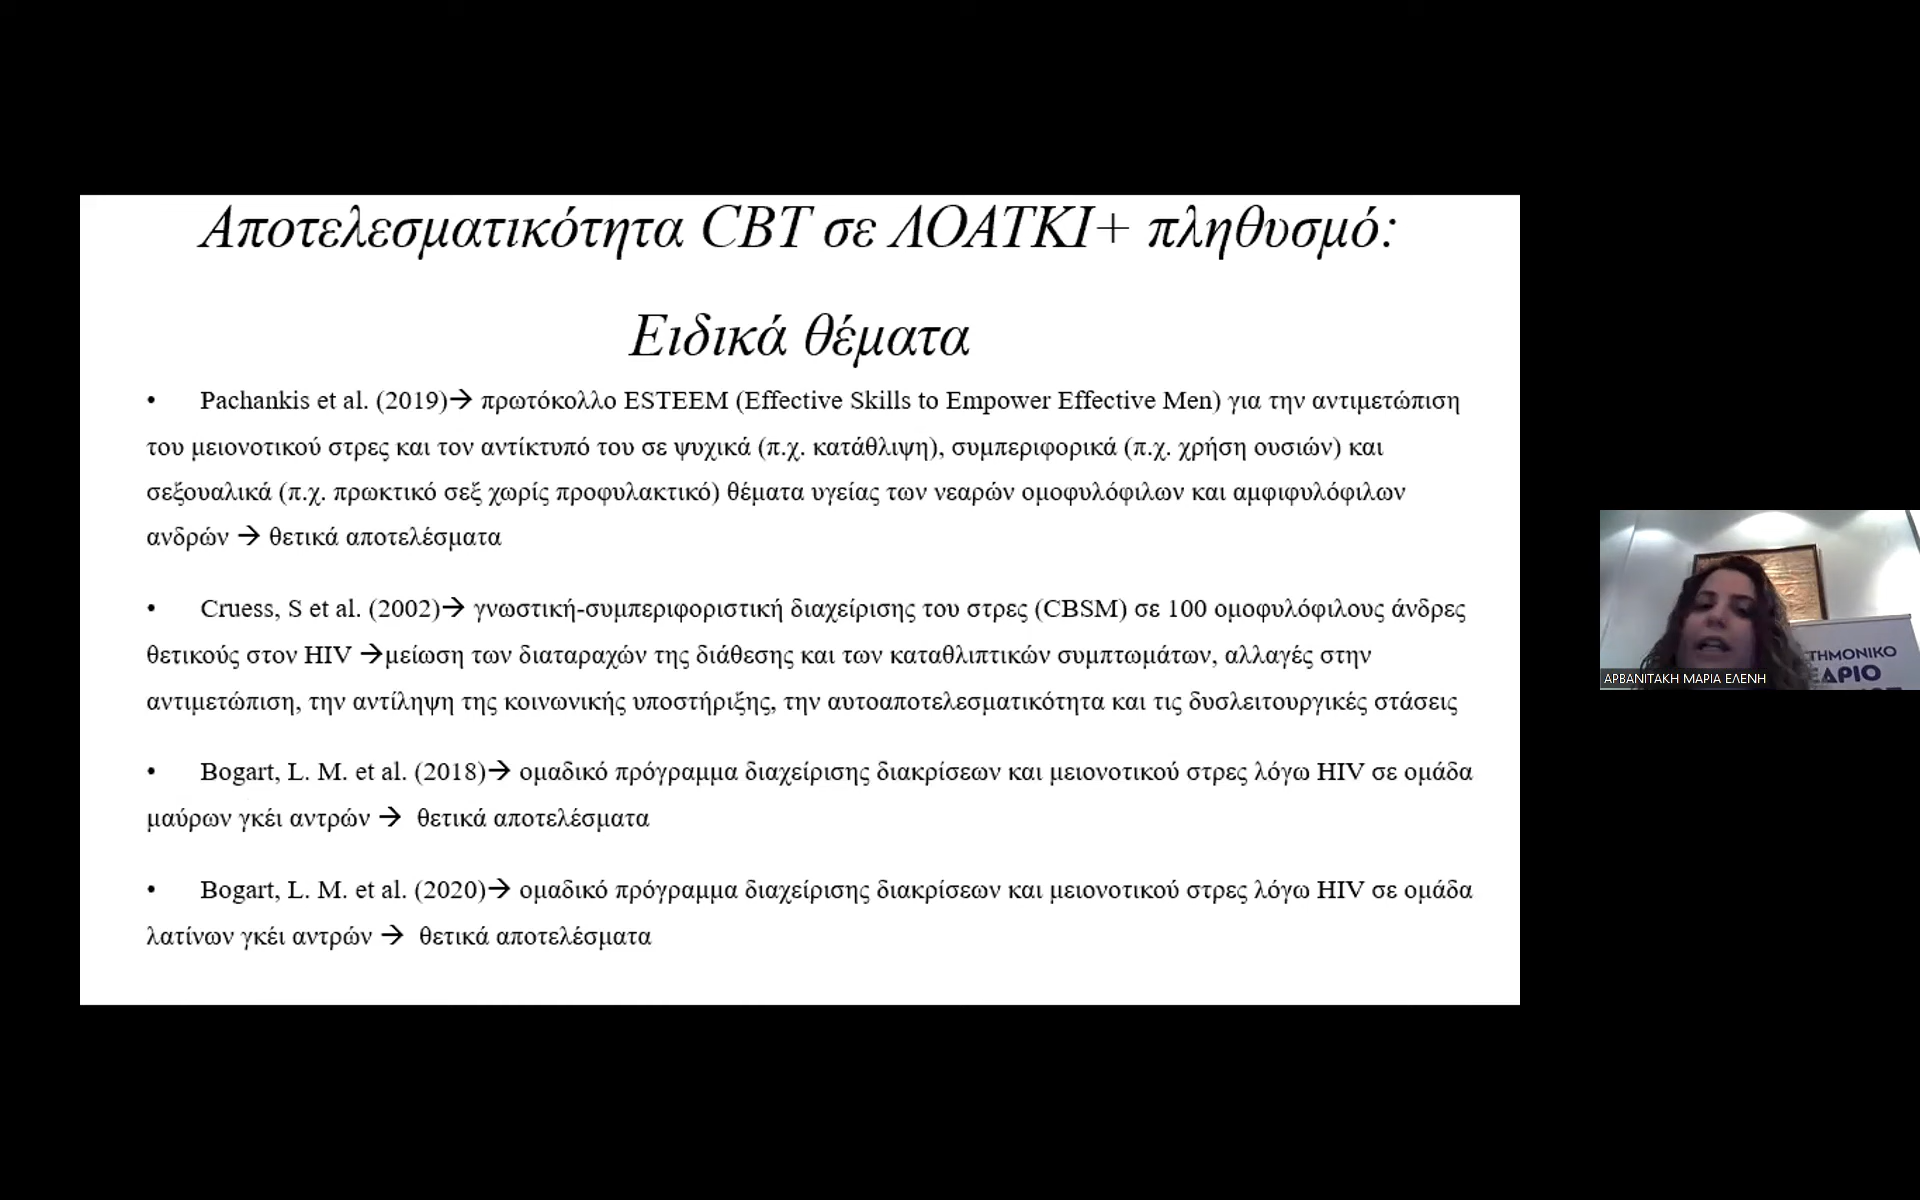 Αποτελεσματικότητα CBT σε ΛΟΑΤΚΙ+ πληθυσμό:
Ειδικά θέματα
• Pachankis et al. (2019)→ πρωτόκολλο ESTEEM (Effective Skills to Empower Effective Men) για την αντιμετώπιση
του μειονοτικού στρες και τον αντίκτυπό του σε ψυχικά (π.χ. κατάθλιψη), συμπεριφορικά (π.χ. χρήση ουσιών) και
σεξουαλικά (π.χ. πρωκτικό σεξ χωρίς προφυλακτικό) θέματα υγείας των νεαρών ομοφυλόφιλων και αμφιφυλόφιλων
ανδρών → θετικά αποτελέσματα
• Cruess, S et al. (2002)→ γνωστική-συμπεριφοριστική διαχείρισης του στρες (CBSM) σε 100 ομοφυλόφιλους άνδρες
θετικούς στον HIV →μείωση των διαταραχών της διάθεσης και των καταθλιπτικών συμπτωμάτων, αλλαγές στην
αντιμετώπιση, την αντίληψη της κοινωνικής υποστήριξης, την αυτοαποτελεσματικότητα και τις δυσλειτουργικές στάσεις
• Bogart, L. M. et al. (2018)→ ομαδικό πρόγραμμα διαχείρισης διακρίσεων και μειονοτικού στρες λόγω HIV σε ομάδα
μαύρων γκέι αντρών → θετικά αποτελέσματα
• Bogart, L. M. et al. (2020)→ ομαδικό πρόγραμμα διαχείρισης διακρίσεων και μειονοτικού στρες λόγω HIV σε ομάδα
λατίνων γκέι αντρών → θετικά αποτελέσματα
ΤΗΜΟΝΙΚΟ
ΕΔΡΙΟ
ΑΡΒΑΝΙΤΑΚΗ ΜΑΡΙΑ ΕΛΕΝΗ